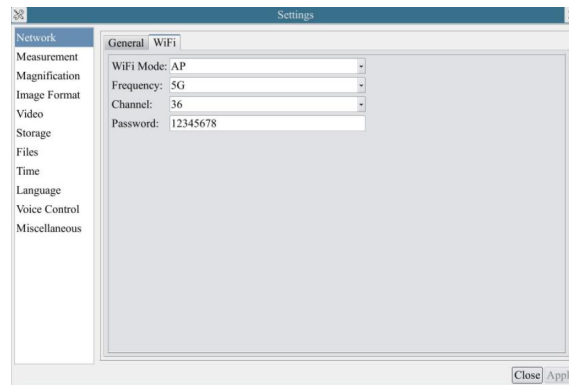 Settings
Network
Measurement
Magnification
Image Format
Video
Storage
Files
Time
Language
Voice Control
Miscellaneous
General WiFi
WiFi Mode: AP
Frequency: 5G
Channel: 36
Password: 12345678
Close Appl